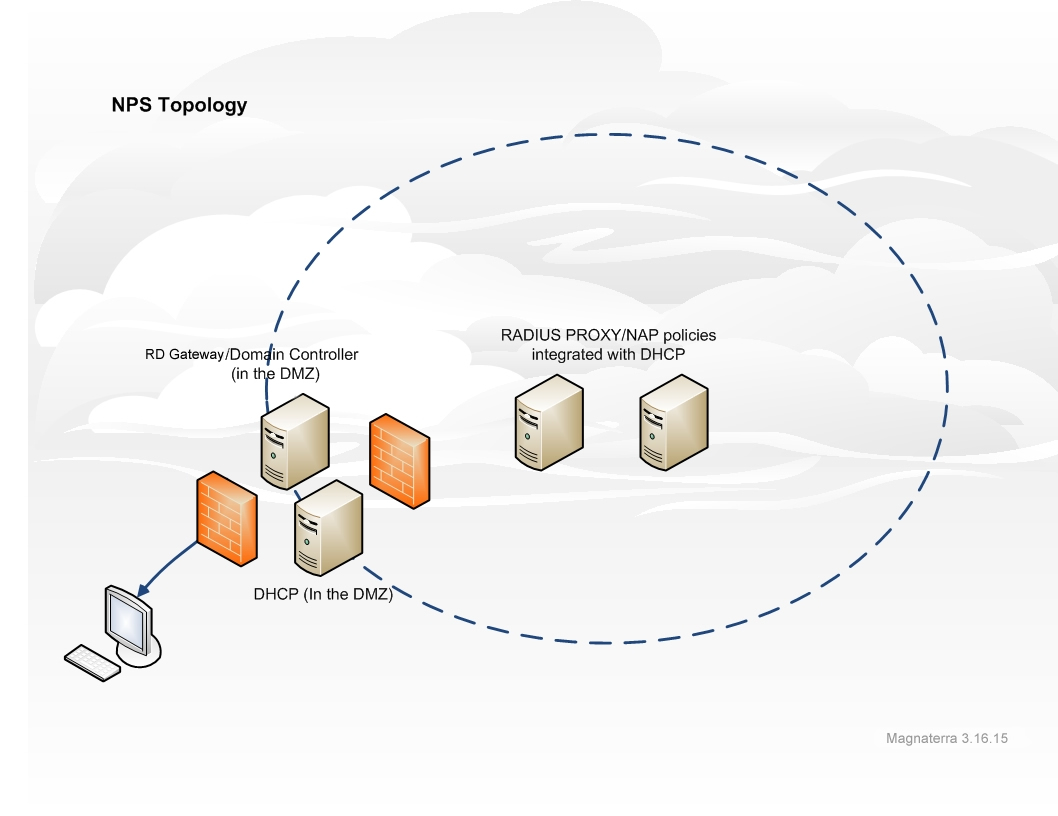 NPS Topology
RADIUS PROXY/NAP policies
integrated with DHCP
RD Gateway/Domain Controller
(in the DMZ)
DHCP (In the DMZ)
Magnaterra 3.16.15